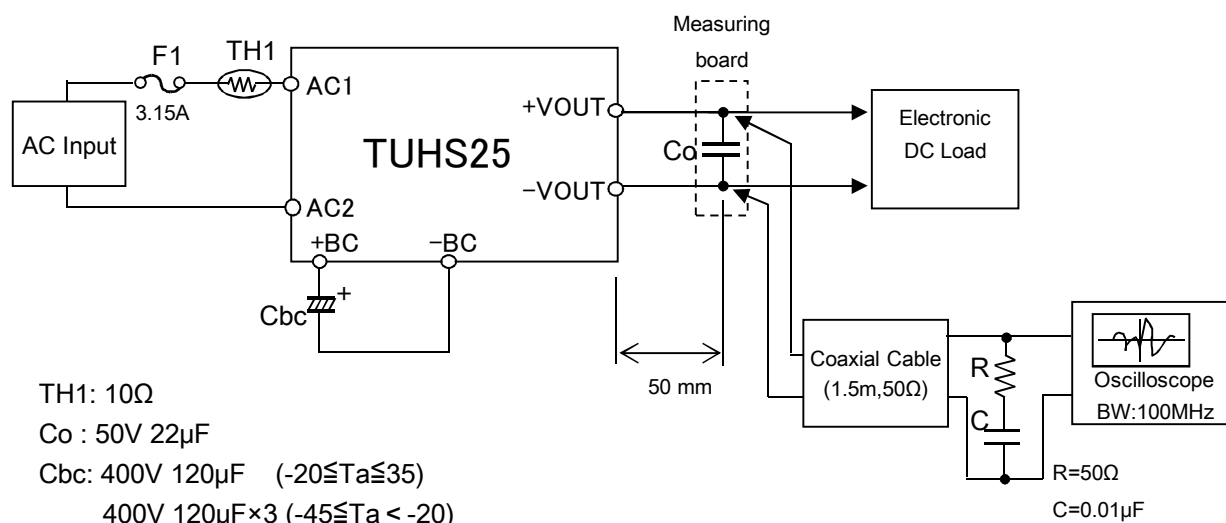 Measuring
board
F1
TH1
3.15A
AC1
AC Input
TUHS25
+VOUT
Co
−VOUT
Electronic
DC Load
AC2
+BC
−BC
+
Cbc
50 mm
Coaxial Cable
(1.5m,50Ω)
R
C
Oscilloscope
BW:100MHz
R=50Ω
C=0.01µF
TH1: 10Ω
Co : 50V 22µF
Cbc: 400V 120µF (-20≦Ta≦35)
400V 120µF×3 (-45≦Ta < -20)